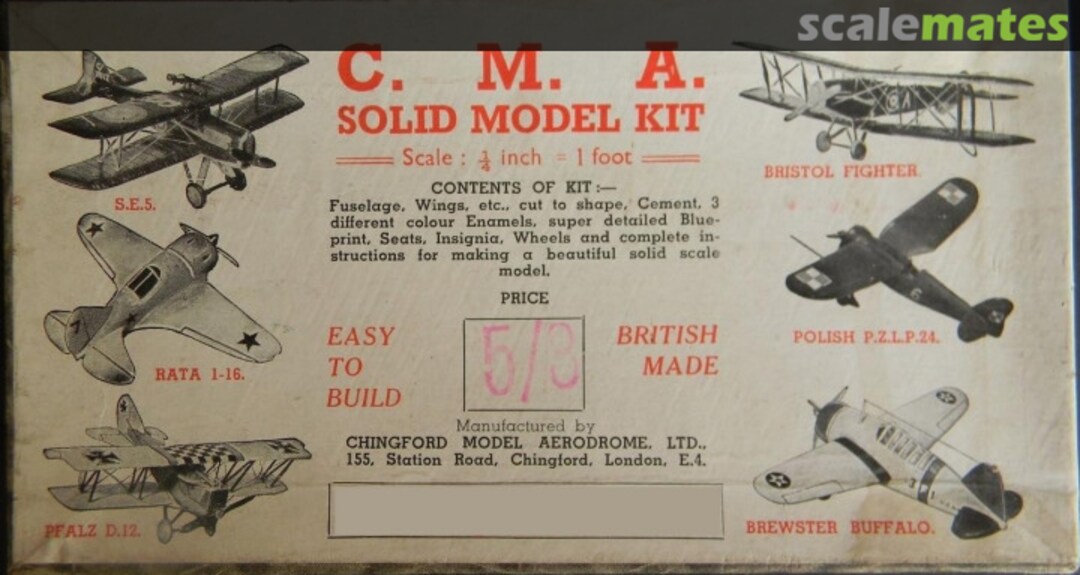 scalemates
C. M. A.
SOLID MODEL KIT
Scale : ¼ inch = 1 foot
CONTENTS OF KIT :—
Fuselage, Wings, etc., cut to shape, Cement, 3
different colour Enamels, super detailed Blue-
print, Seats, Insignia, Wheels and complete in-
structions for making a beautiful solid scale
model.
PRICE
5/3
EASY
TO
BUILD
BRITISH
MADE
Manufactured by
CHINGFORD MODEL AERODROME, LTD.,
155, Station Road, Chingford, London, E.4.
S.E.5.
RATA 1-16.
PFALZ D.12.
BRISTOL FIGHTER.
POLISH P.Z.L.P.24.
BREWSTER BUFFALO.